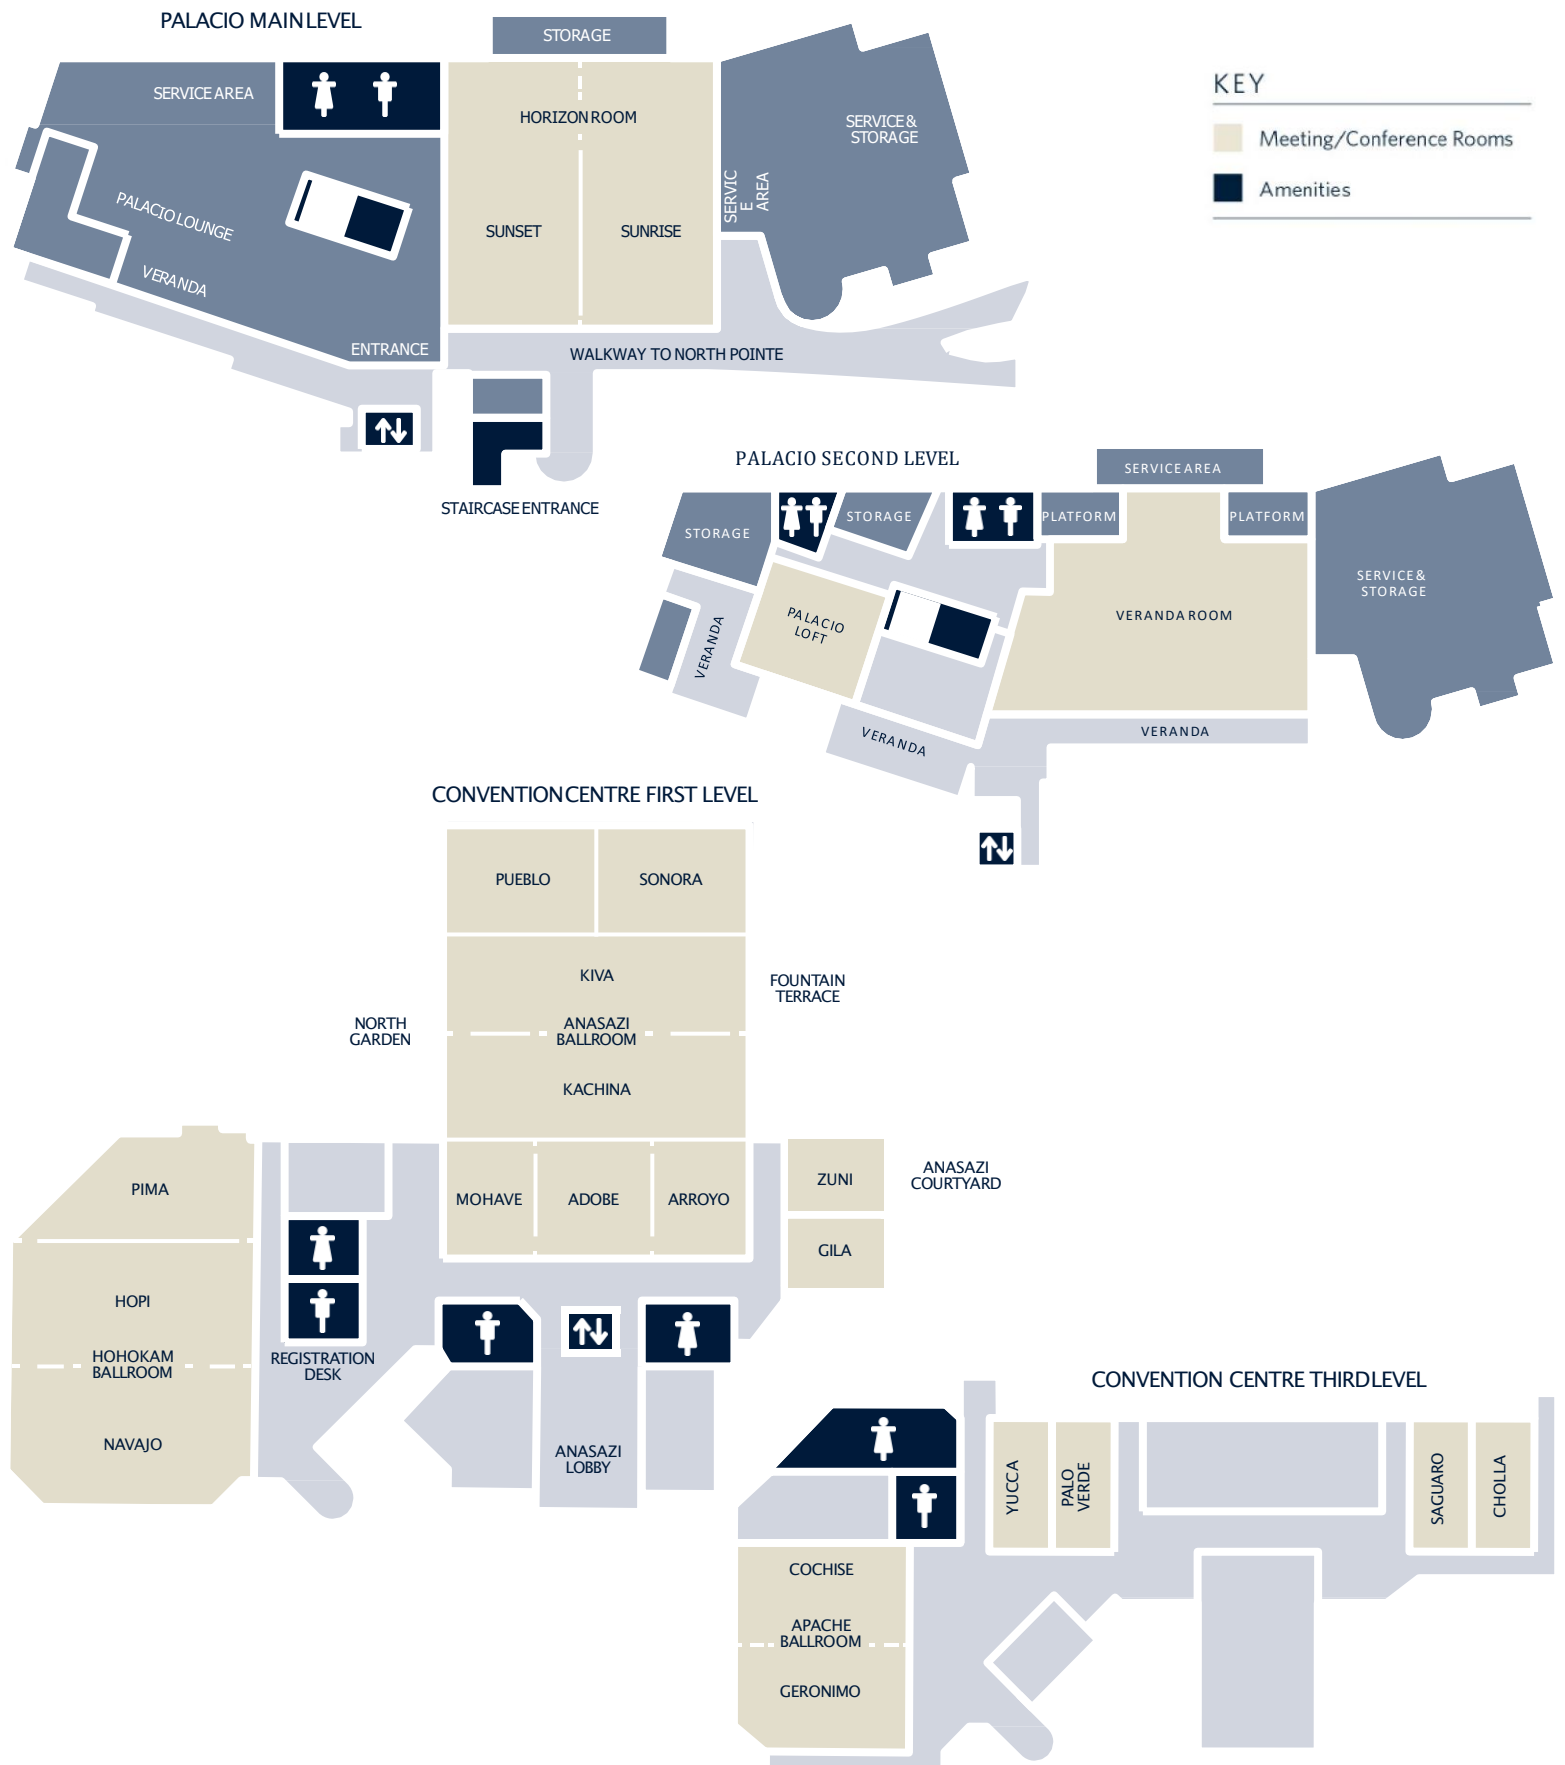 PALACIO MAIN LEVEL
STORAGE
SERVICE AREA
HORIZON ROOM
SERVICE &
STORAGE
SERVIC
E
AREA
PALACIO LOUNGE
SUNSET
SUNRISE
VERANDA
ENTRANCE
WALKWAY TO NORTH POINTE
STAIRCASE ENTRANCE
KEY
Meeting/Conference Rooms
Amenities
PALACIO SECOND LEVEL
SERVICE AREA
STORAGE
STORAGE
PLATFORM
PLATFORM
SERVICE &
STORAGE
PALACIO
LOFT
VERANDA ROOM
VERANDA
VERANDA
VERANDA
CONVENTION CENTRE FIRST LEVEL
PUEBLO
SONORA
KIVA
FOUNTAIN
TERRACE
NORTH
GARDEN
ANASAZI
BALLROOM
KACHINA
PIMA
MOHAVE
ADOBE
ARROYO
ZUNI
ANASAZI
COURTYARD
GILA
HOPI
HOHOKAM
BALLROOM
REGISTRATION
DESK
NAVAJO
ANASAZI
LOBBY
CONVENTION CENTRE THIRD LEVEL
YUCCA
PALO
VERDE
SAGUARO
CHOLLA
COCHISE
APACHE
BALLROOM
GERONIMO